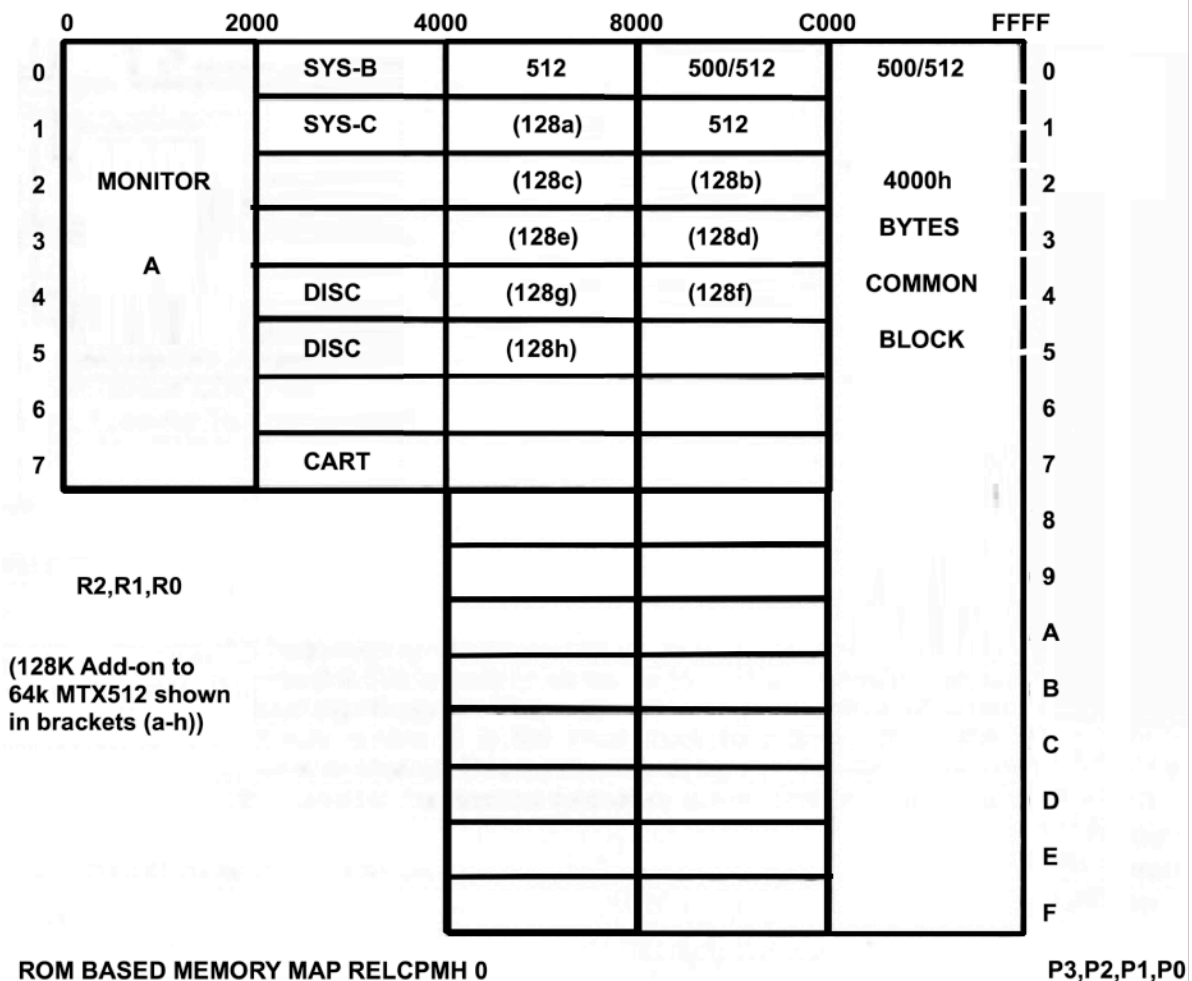 0 2000 4000 8000 C000 FFFF
0 SYS-B 512 500/512 500/512 0
1 SYS-C (128a) 512 1
2 MONITOR (128c) (128b) 4000h 2
3 (128e) (128d) BYTES 3
A
4 DISC (128g) (128f) COMMON 4
5 DISC (128h) BLOCK 5
6 6
7 CART 7
8
9
R2,R1,R0
A
(128K Add-on to
64k MTX512 shown
in brackets (a-h))
B
C
D
E
F
ROM BASED MEMORY MAP RELCPMH 0 P3,P2,P1,P0